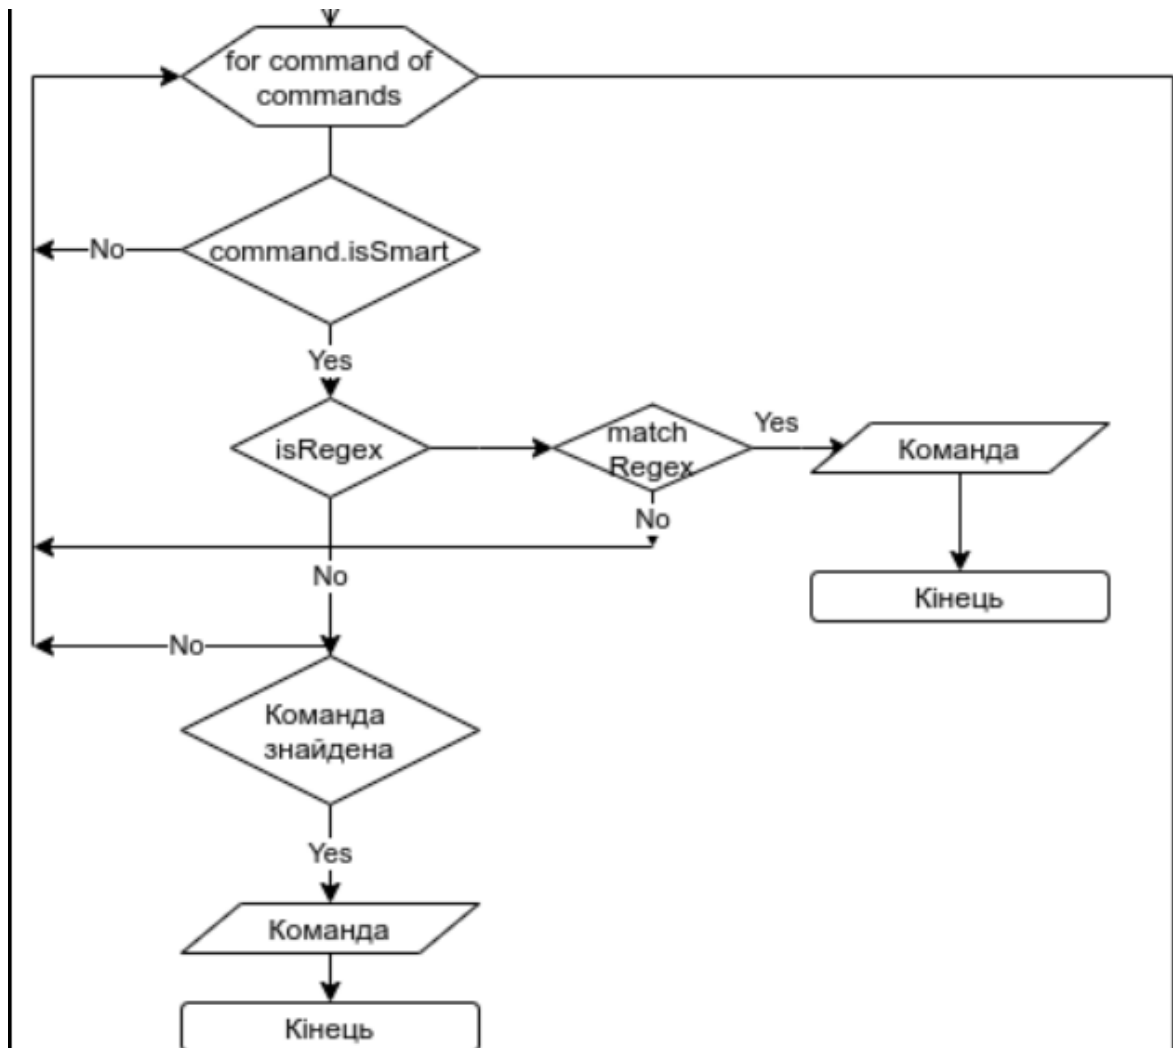 for command of
commands
No
command.isSmart
Yes
isRegex
match
Regex
Yes
Команда
No
No
Кінець
No
Команда
знайдена
Yes
Команда
Кінець